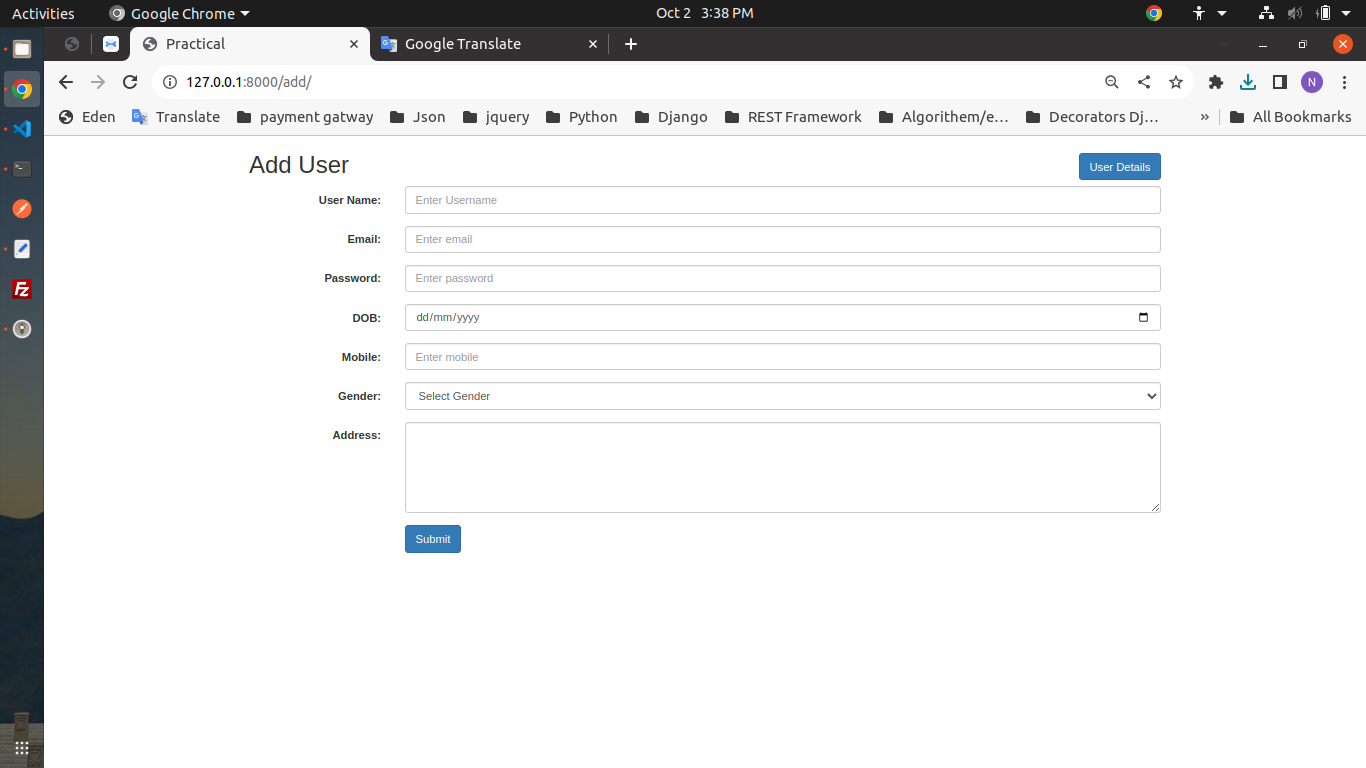 Activities Google Chrome Oct 2 3:38 PM
Practical Google Translate
127.0.0.1:8000/add/ N
Eden Translate payment gatway Json jquery Python Django REST Framework Algorithem/e… Decorators Dj… » All Bookmarks
Add User User Details
User Name: Enter Username
Email: Enter email
Password: Enter password
DOB: dd/mm/yyyy
Mobile: Enter mobile
Gender: Select Gender
Address:
Submit